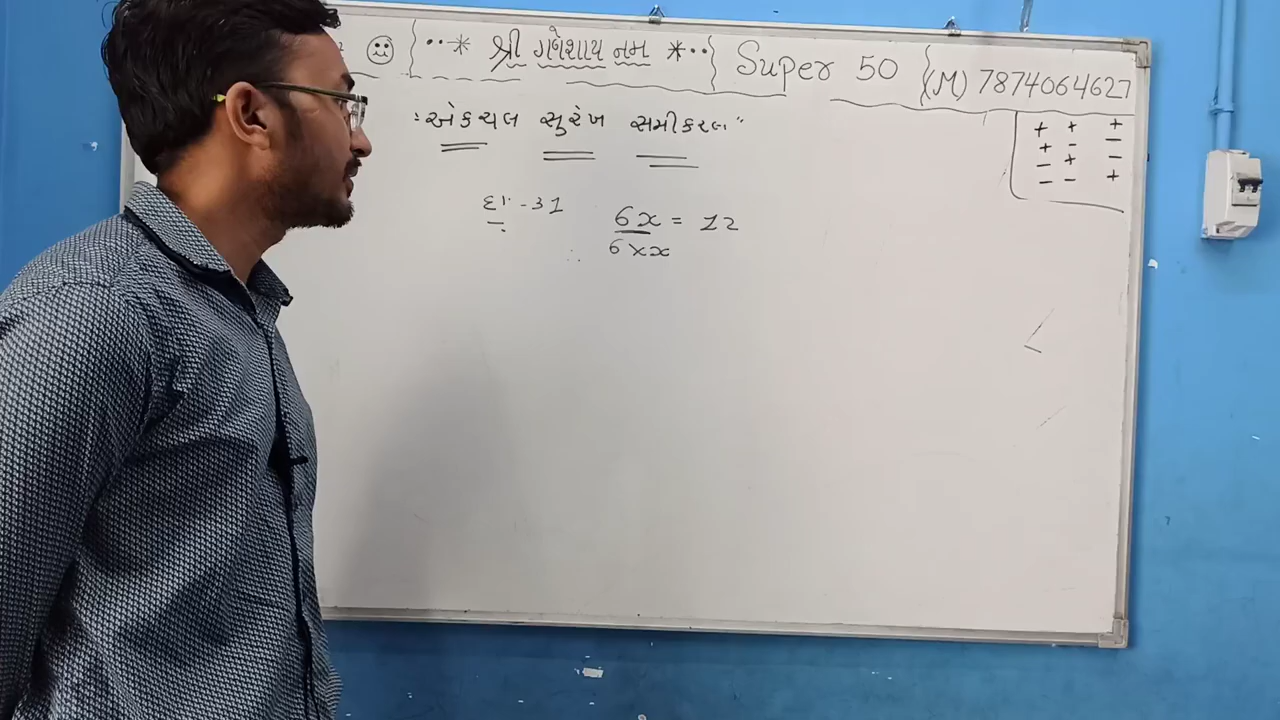 ..* શ્રી ગણેશાય નમ *..
Super 50
(M) 7874064627
"એકચલ સુરેખ સમીકરણ"
+ + +
+ - -
- + -
- - +
દા.-31 6x = 12
6×x